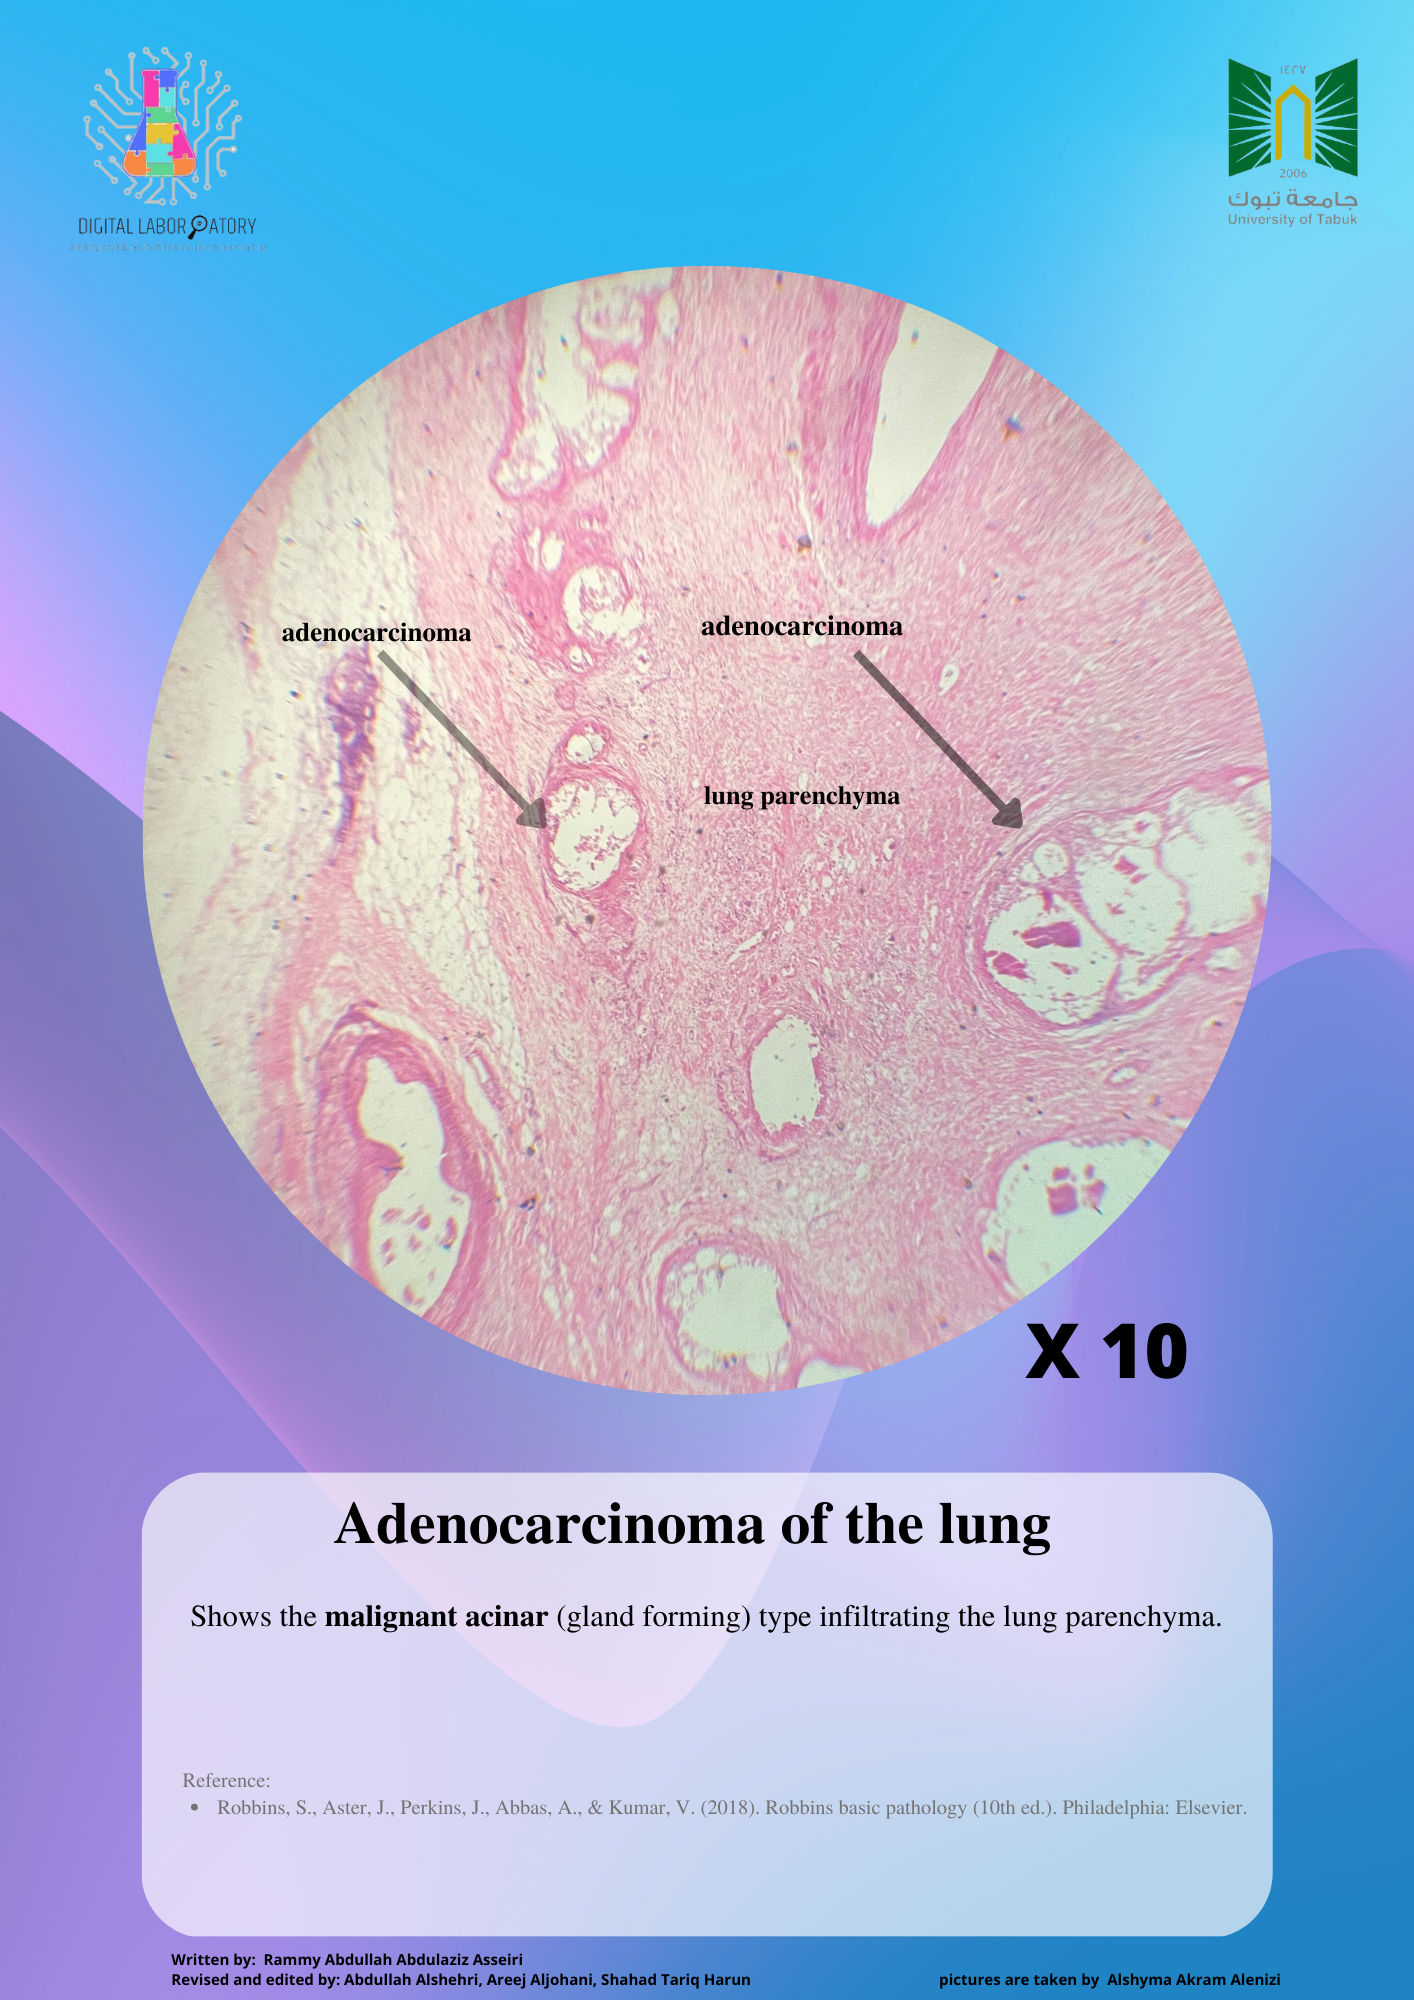 DIGITAL LABORATORY
١٤٢٧
2006
جامعة تبوك
University of Tabuk
adenocarcinoma
adenocarcinoma
lung parenchyma
X 10
Adenocarcinoma of the lung
Shows the malignant acinar (gland forming) type infiltrating the lung parenchyma.
Reference:
• Robbins, S., Aster, J., Perkins, J., Abbas, A., & Kumar, V. (2018). Robbins basic pathology (10th ed.). Philadelphia: Elsevier.
Written by:  Rammy Abdullah Abdulaziz Asseiri
Revised and edited by: Abdullah Alshehri, Areej Aljohani, Shahad Tariq Harun
pictures are taken by  Alshyma Akram Alenizi